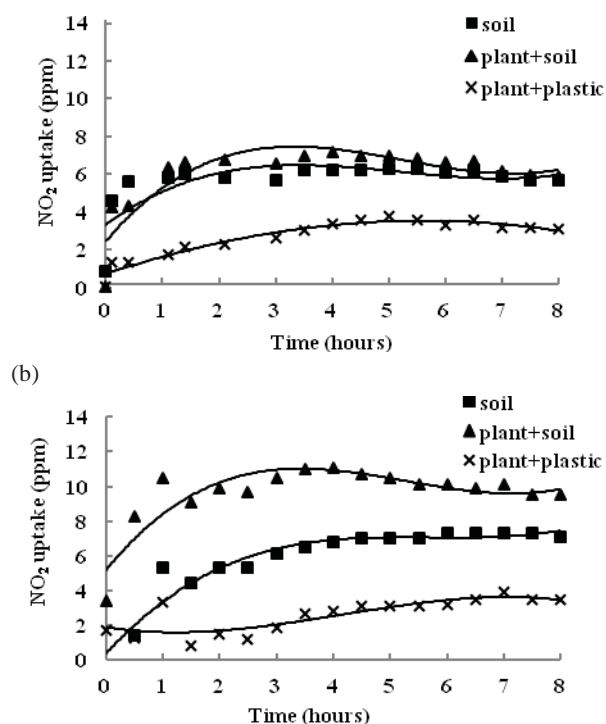 14
12
10
8
6
4
2
0
NO₂ uptake (ppm)
soil
plant+soil
plant+plastic
0 1 2 3 4 5 6 7 8
Time (hours)
(b)
14
12
10
8
6
4
2
0
NO₂ uptake (ppm)
soil
plant+soil
plant+plastic
0 1 2 3 4 5 6 7 8
Time (hours)